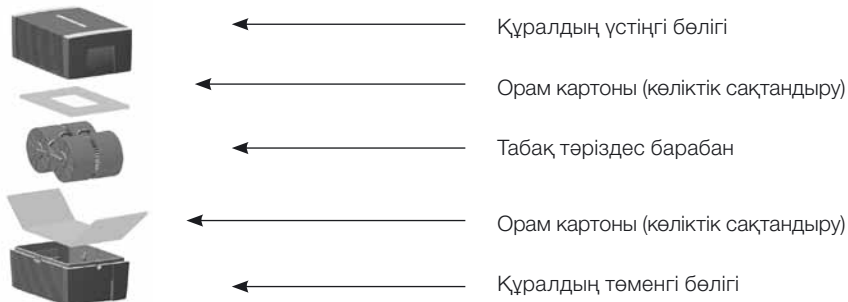 Құралдың үстіңгі бөлігі
Орам картоны (көліктік сақтандыру)
Табақ тәріздес барабан
Орам картоны (көліктік сақтандыру)
Құралдың төменгі бөлігі